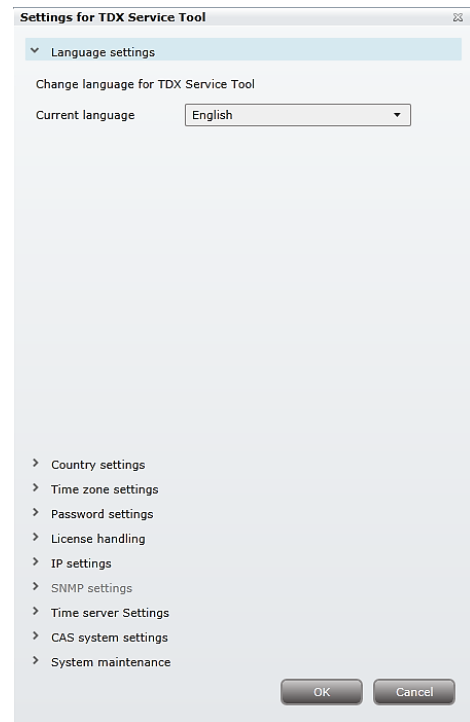 Settings for TDX Service Tool
Language settings
Change language for TDX Service Tool
Current language English
Country settings
Time zone settings
Password settings
License handling
IP settings
SNMP settings
Time server Settings
CAS system settings
System maintenance
OK Cancel